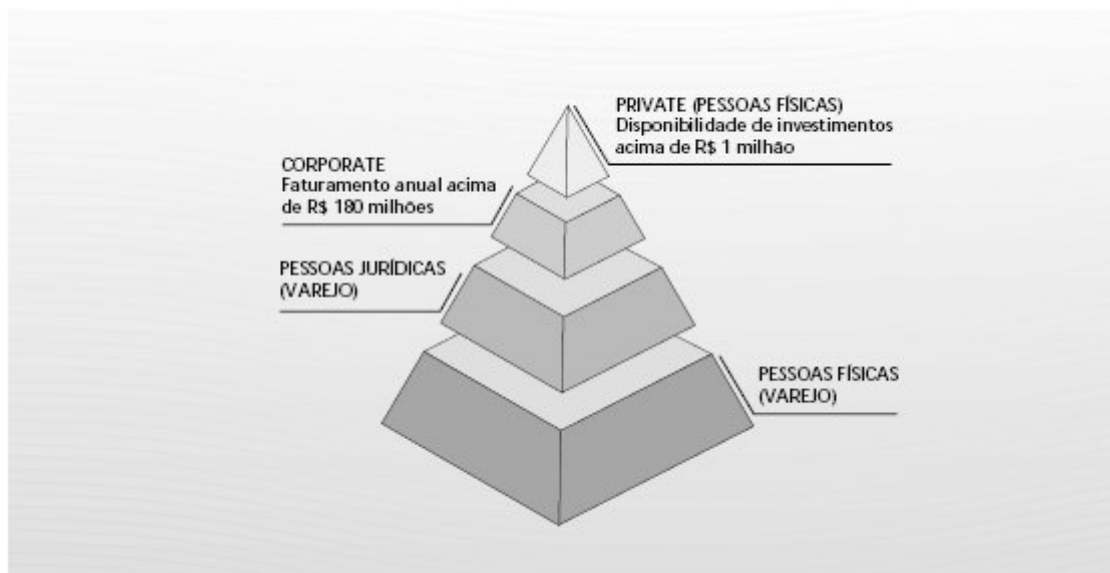 PRIVATE (PESSOAS FÍSICAS)
Disponibilidade de investimentos
acima de R$ 1 milhão
CORPORATE
Faturamento anual acima
de R$ 180 milhões
PESSOAS JURÍDICAS
(VAREJO)
PESSOAS FÍSICAS
(VAREJO)